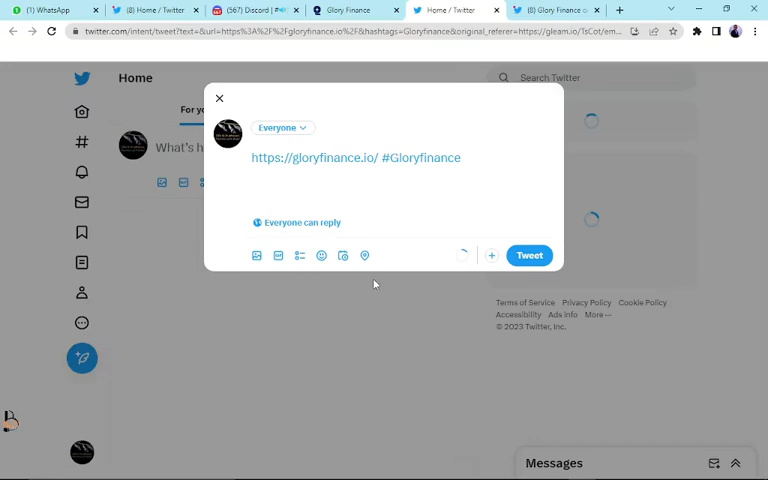 (1) WhatsApp
(8) Home / Twitter
(567) Discord | #
Glory Finance
Home / Twitter
(8) Glory Finance o
twitter.com/intent/tweet?text=&url=https%3A%2F%2Fgloryfinance.io%2F&hashtags=Gloryfinance&original_referer=https://gleam.io/TsCot/em...
Home
Search Twitter
For yo
Everyone
What's h
https://gloryfinance.io/ #Gloryfinance
Everyone can reply
GIF
Tweet
Terms of Service Privacy Policy Cookie Policy
Accessibility Ads info More ···
© 2023 Twitter, Inc.
Messages